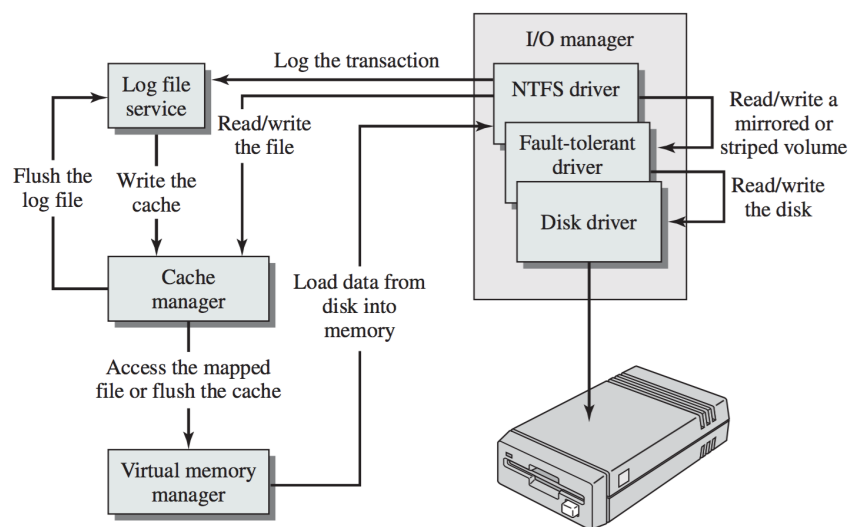 I/O manager
Log the transaction
Log file
service
NTFS driver
Read/write
the file
Read/write a
mirrored or
striped volume
Fault-tolerant
driver
Flush the
log file
Write the
cache
Read/write
the disk
Disk driver
Cache
manager
Load data from
disk into
memory
Access the mapped
file or flush the cache
Virtual memory
manager